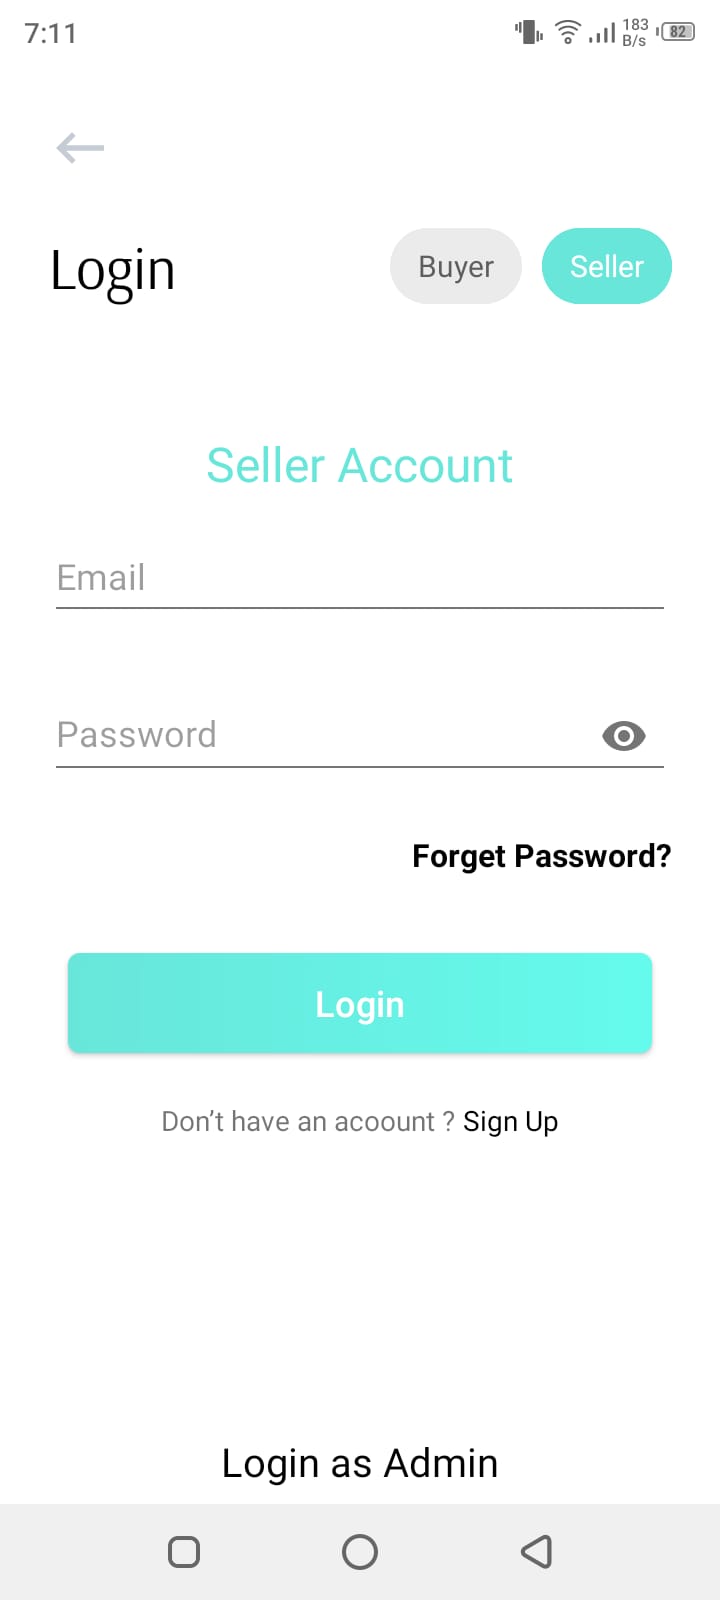 7:11
183
B/s
82
Login
Buyer
Seller
Seller Account
Email
Password
Forget Password?
Login
Don’t have an acoount ? Sign Up
Login as Admin